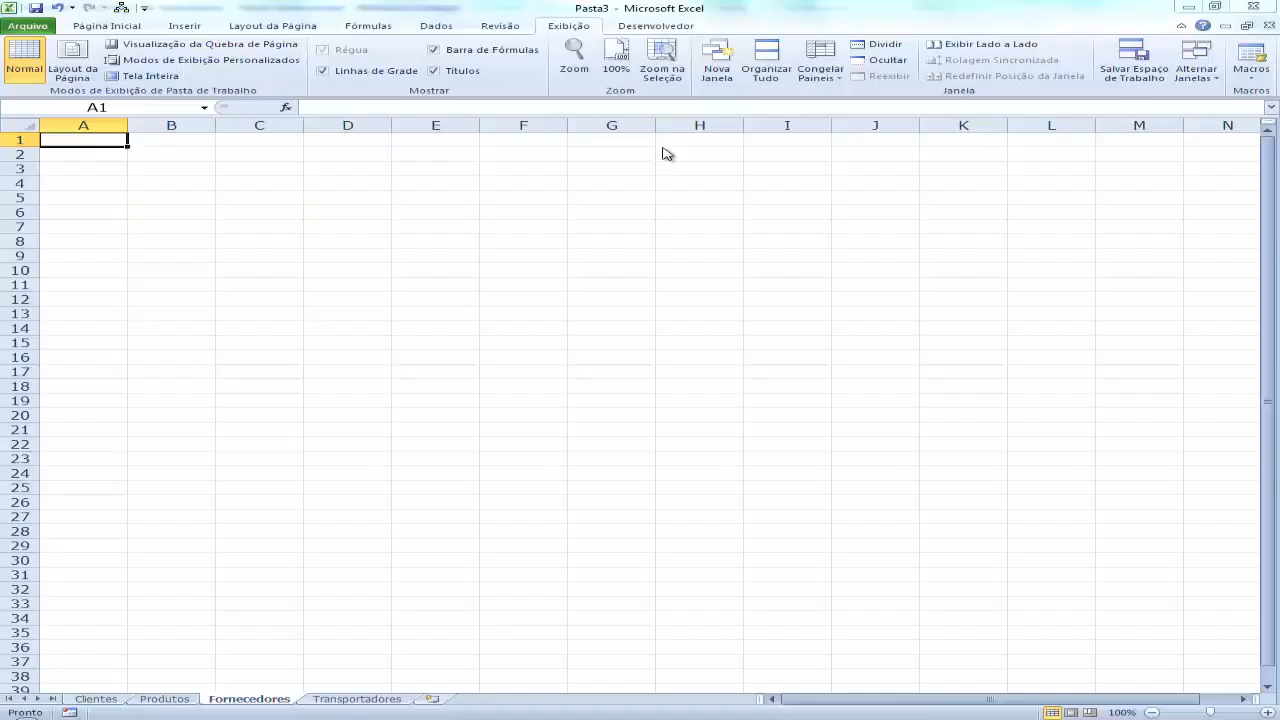 Pasta3 - Microsoft Excel
Arquivo Página Inicial Inserir Layout da Página Fórmulas Dados Revisão Exibição Desenvolvedor
Normal
Layout da Página
Visualização da Quebra de Página
Modos de Exibição Personalizados
Tela Inteira
Modos de Exibição de Pasta de Trabalho
Régua
Barra de Fórmulas
Linhas de Grade
Títulos
Mostrar
Zoom
100%
Zoom na Seleção
Zoom
Nova Janela
Organizar Tudo
Congelar Painéis
Dividir
Ocultar
Reexibir
Exibir Lado a Lado
Rolagem Sincronizada
Redefinir Posição da Janela
Janela
Salvar Espaço de Trabalho
Alternar Janelas
Macros
Macros
A1 fx
A B C D E F G H I J K L M N
1
2
3
4
5
6
7
8
9
10
11
12
13
14
15
16
17
18
19
20
21
22
23
24
25
26
27
28
29
30
31
32
33
34
35
36
37
38
39
Clientes Produtos Fornecedores Transportadores
Pronto 100%